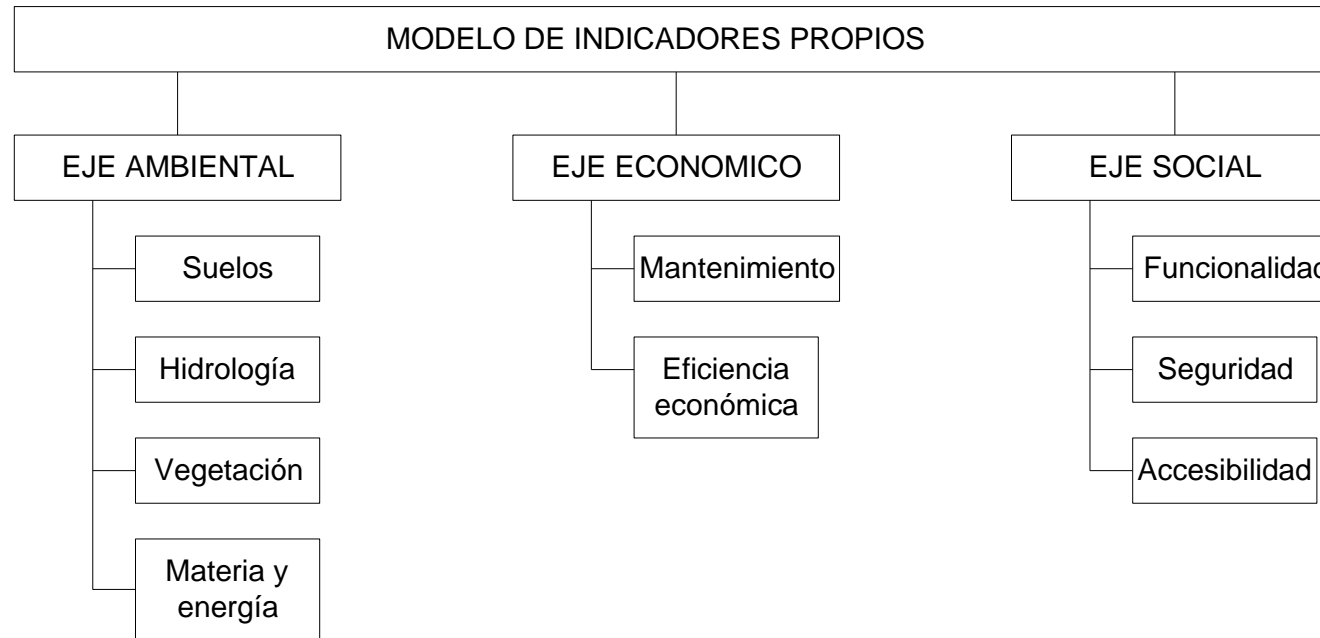 MODELO DE INDICADORES PROPIOS
EJE AMBIENTAL
Suelos
Hidrología
Vegetación
Materia y
energía
EJE ECONOMICO
Mantenimiento
Eficiencia
económica
EJE SOCIAL
Funcionalidad
Seguridad
Accesibilidad